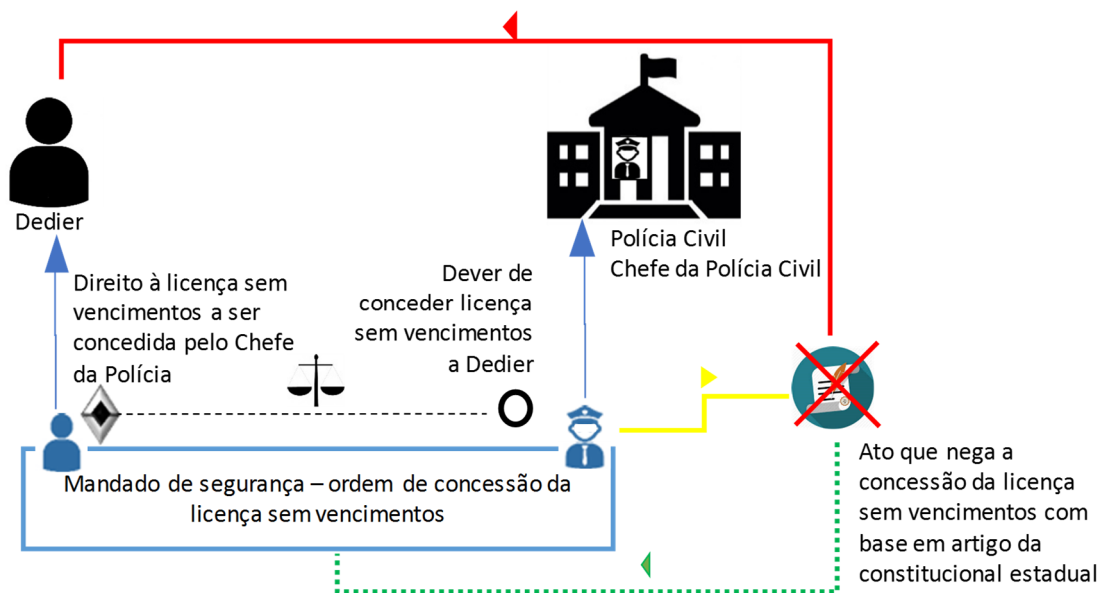 Dedier
Polícia Civil
Chefe da Polícia Civil
Direito à licença sem
vencimentos a ser
concedida pelo Chefe
da Polícia
Dever de
conceder licença
sem vencimentos
a Dedier
Mandado de segurança – ordem de concessão da
licença sem vencimentos
Ato que nega a
concessão da licença
sem vencimentos com
base em artigo da
constitucional estadual